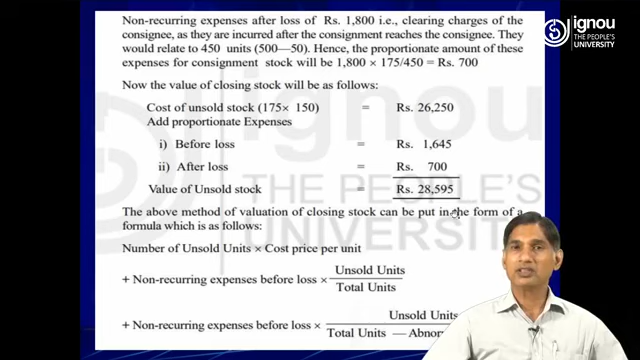 Non-recurring expenses after loss of Rs. 1,800 i.e., clearing charges of the
consignee, as they are incurred after the consignment reaches the consignee. They
would relate to 450 units (500—50). Hence, the proportionate amount of these
expenses for consignment stock will be 1,800 × 175/450 = Rs. 700
Now the value of closing stock will be as follows:
Cost of unsold stock (175× 150) = Rs. 26,250
Add proportionate Expenses
i) Before loss = Rs. 1,645
ii) After loss = Rs. 700
Value of Unsold stock = Rs. 28,595
The above method of valuation of closing stock can be put in the form of a
formula which is as follows:
Number of Unsold Units × Cost price per unit
+ Non-recurring expenses before loss × Unsold Units
Total Units
+ Non-recurring expenses before loss × Unsold Units
Total Units — Abnor
ignou
THE PEOPLE'S
UNIVERSITY
ignou
THE PEOPLE'S
UNIVERSITY